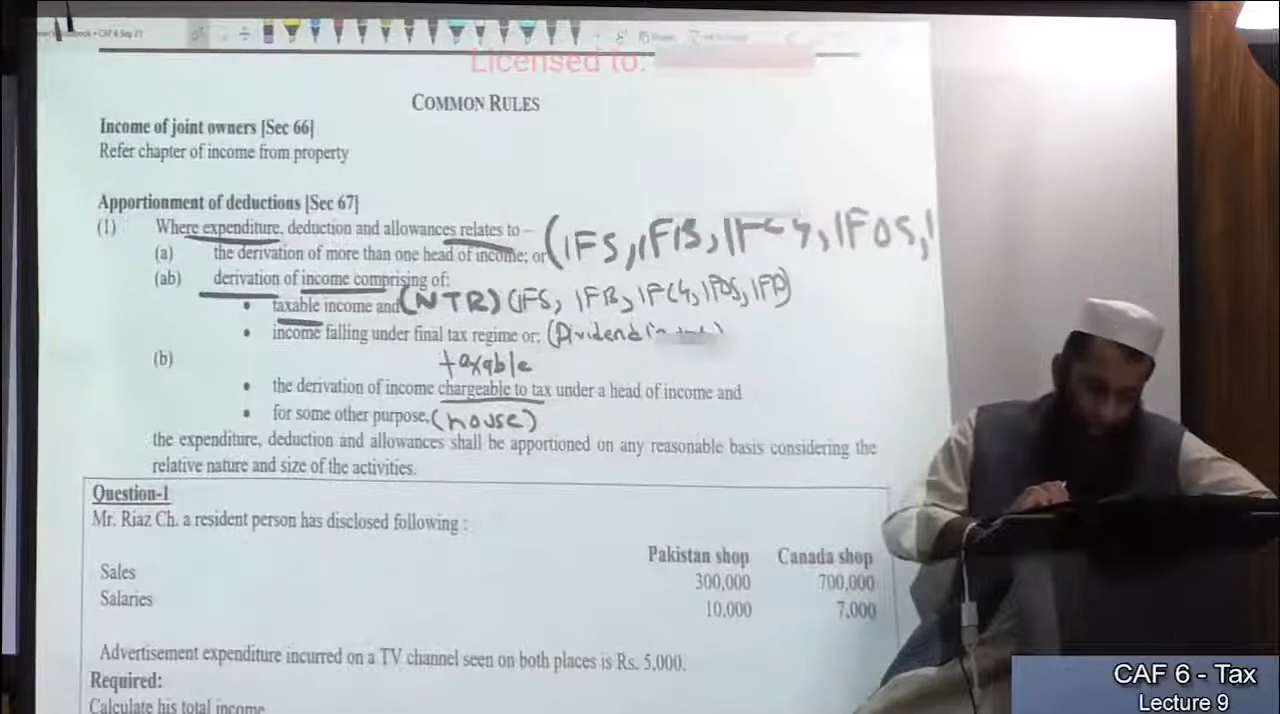 CAF 6 Sep 21
Licensed to:
COMMON RULES
Income of joint owners [Sec 66]
Refer chapter of income from property
Apportionment of deductions [Sec 67]
(1) Where expenditure, deduction and allowances relates to – (IFS, IFB, IFCG, IFOS, I
(a) the derivation of more than one head of income; or
(ab) derivation of income comprising of:
• taxable income and (NTR) (IFS, IFB, IFCG, IFOS, IFP)
• income falling under final tax regime or; (Dividend
(b) taxable
• the derivation of income chargeable to tax under a head of income and
• for some other purpose, (house)
the expenditure, deduction and allowances shall be apportioned on any reasonable basis considering the
relative nature and size of the activities.
Question-1
Mr. Riaz Ch. a resident person has disclosed following :
Pakistan shop Canada shop
Sales 300,000 700,000
Salaries 10,000 7,000
Advertisement expenditure incurred on a TV channel seen on both places is Rs. 5,000.
Required:
Calculate his total income
CAF 6 - Tax
Lecture 9